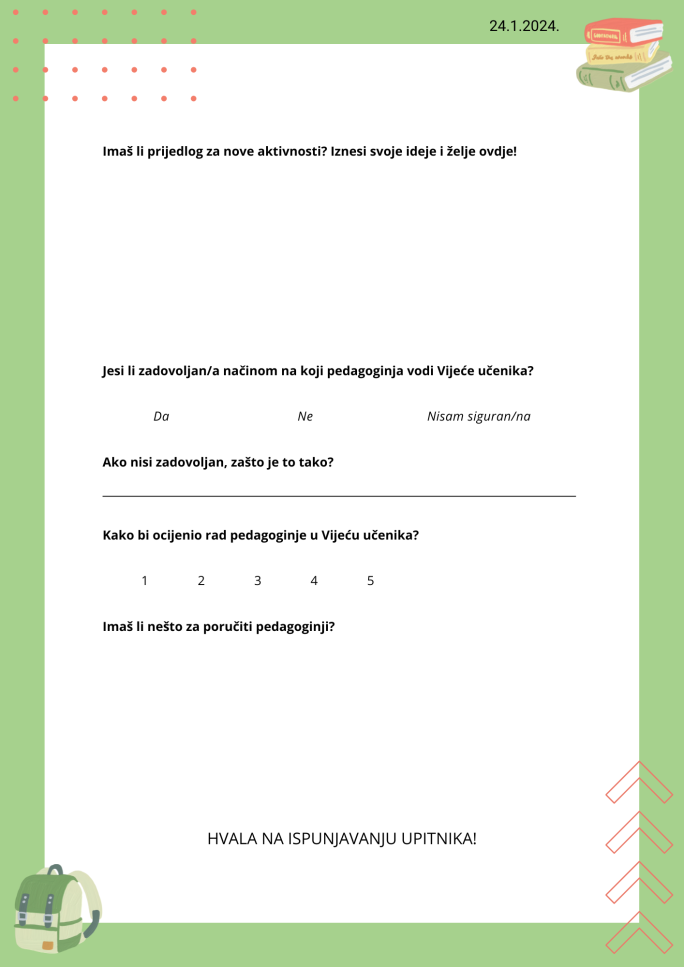 24.1.2024.
Imaš li prijedlog za nove aktivnosti? Iznesi svoje ideje i želje ovdje!
Jesi li zadovoljan/a načinom na koji pedagoginja vodi Vijeće učenika?
Da Ne Nisam siguran/na
Ako nisi zadovoljan, zašto je to tako?
Kako bi ocijenio rad pedagoginje u Vijeću učenika?
1 2 3 4 5
Imaš li nešto za poručiti pedagoginji?
HVALA NA ISPUNJAVANJU UPITNIKA!